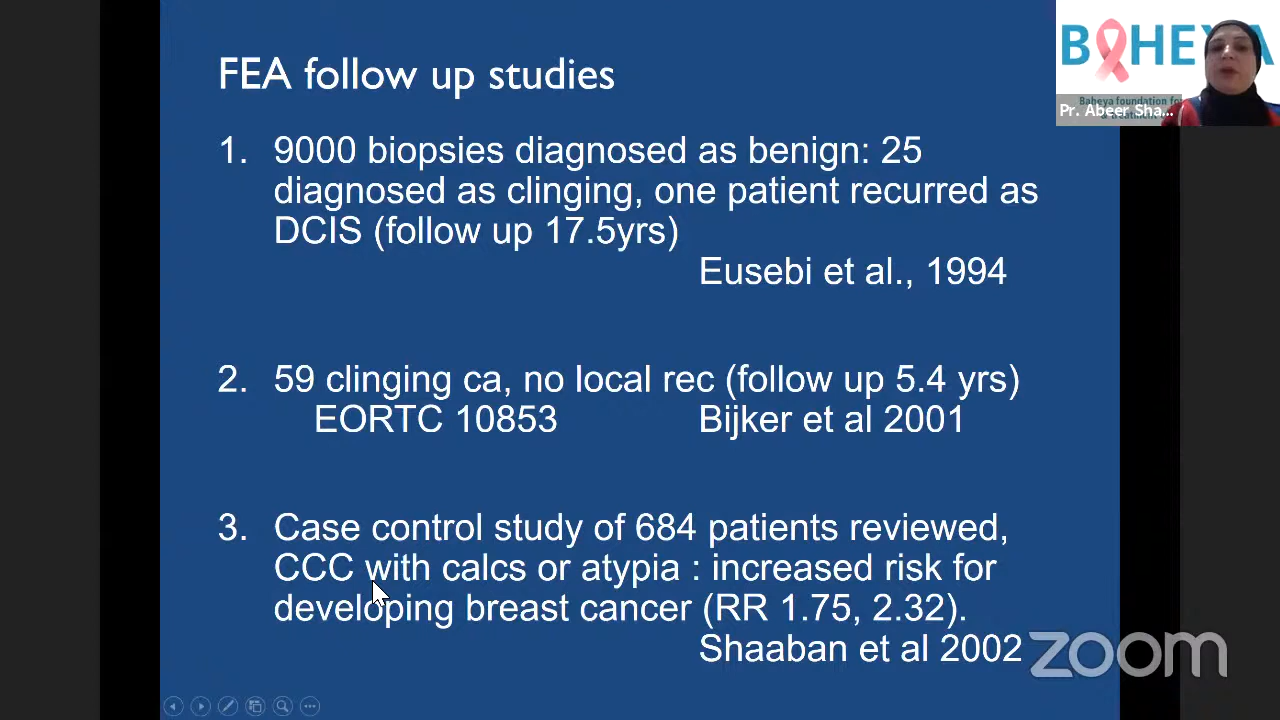 FEA follow up studies
1. 9000 biopsies diagnosed as benign: 25
diagnosed as clinging, one patient recurred as
DCIS (follow up 17.5yrs)
Eusebi et al., 1994
2. 59 clinging ca, no local rec (follow up 5.4 yrs)
EORTC 10853 Bijker et al 2001
3. Case control study of 684 patients reviewed,
CCC with calcs or atypia : increased risk for
developing breast cancer (RR 1.75, 2.32).
Shaaban et al 2002
zoom
BAHEYA
Baheya foundation for
Pr. Abeer Sha...